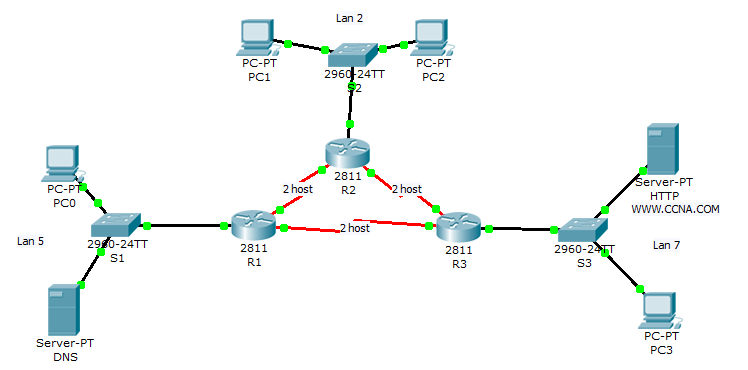 Lan 2
PC-PT
PC1
2960-24TT
S2
PC-PT
PC2
2811
R2
2 host
2 host
2 host
PC-PT
PC0
2960-24TT
S1
Lan 5
Server-PT
DNS
2811
R1
2811
R3
2960-24TT
S3
Server-PT
HTTP
WWW.CCNA.COM
Lan 7
PC-PT
PC3